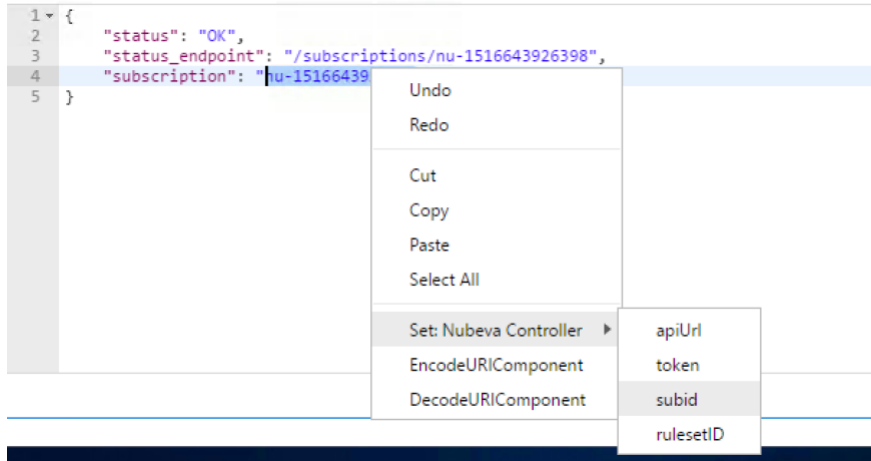 1 {
2 "status": "OK",
3 "status_endpoint": "/subscriptions/nu-1516643926398",
4 "subscription": "nu-15166439
5 }
Undo
Redo
Cut
Copy
Paste
Select All
Set: Nubeva Controller
EncodeURIComponent
DecodeURIComponent
apiUrl
token
subid
rulesetID